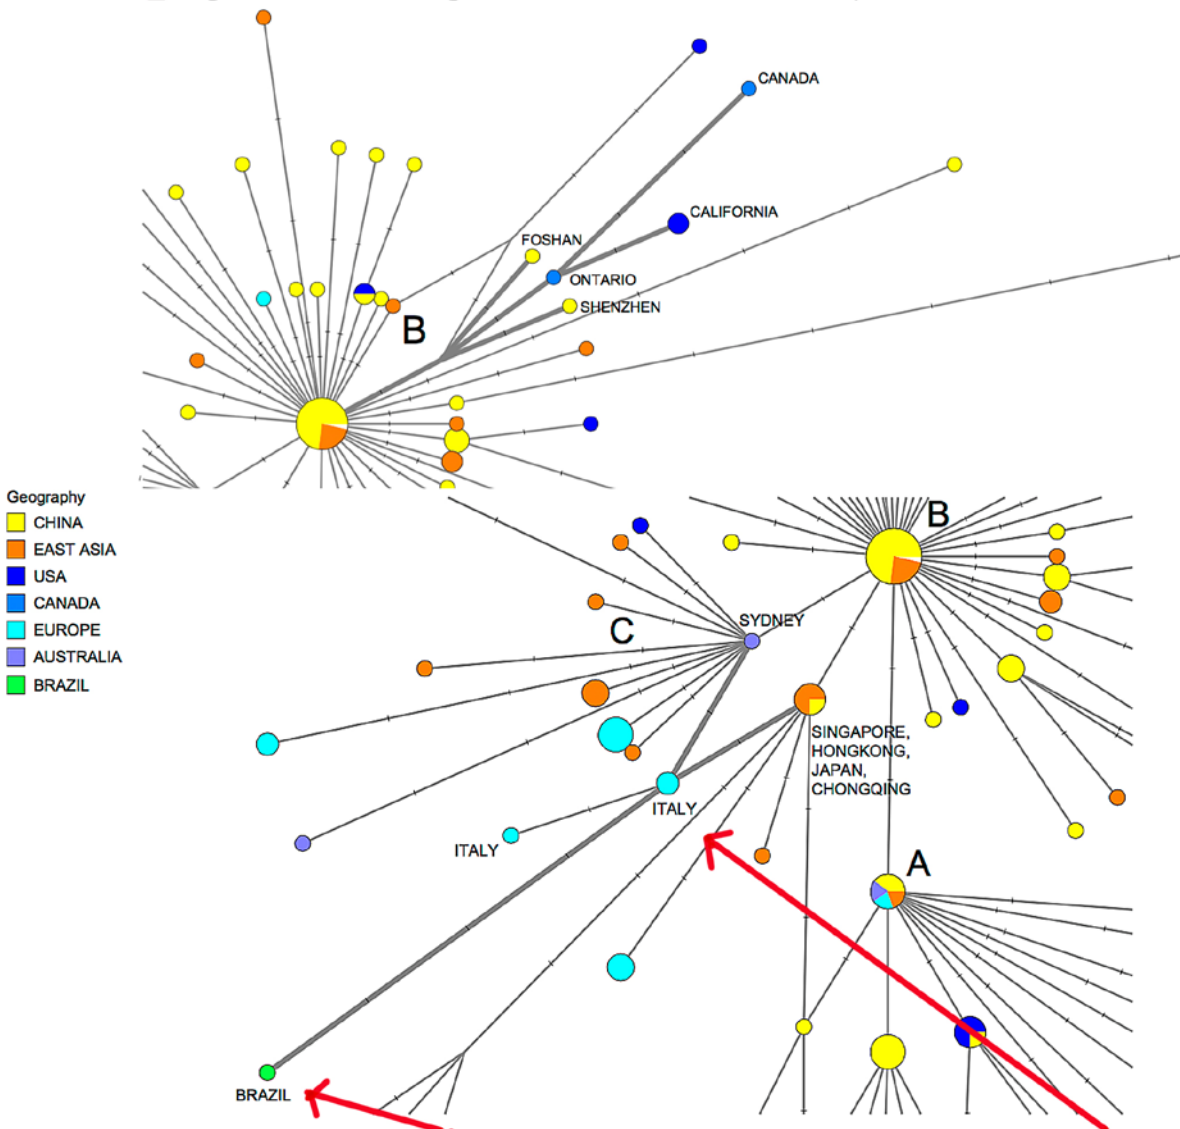 CANADA
CALIFORNIA
FOSHAN
ONTARIO
SHENZHEN
B
Geography
CHINA
EAST ASIA
USA
CANADA
EUROPE
AUSTRALIA
BRAZIL
B
SYDNEY
C
SINGAPORE,
HONGKONG,
JAPAN,
CHONGQING
ITALY
ITALY
A
BRAZIL